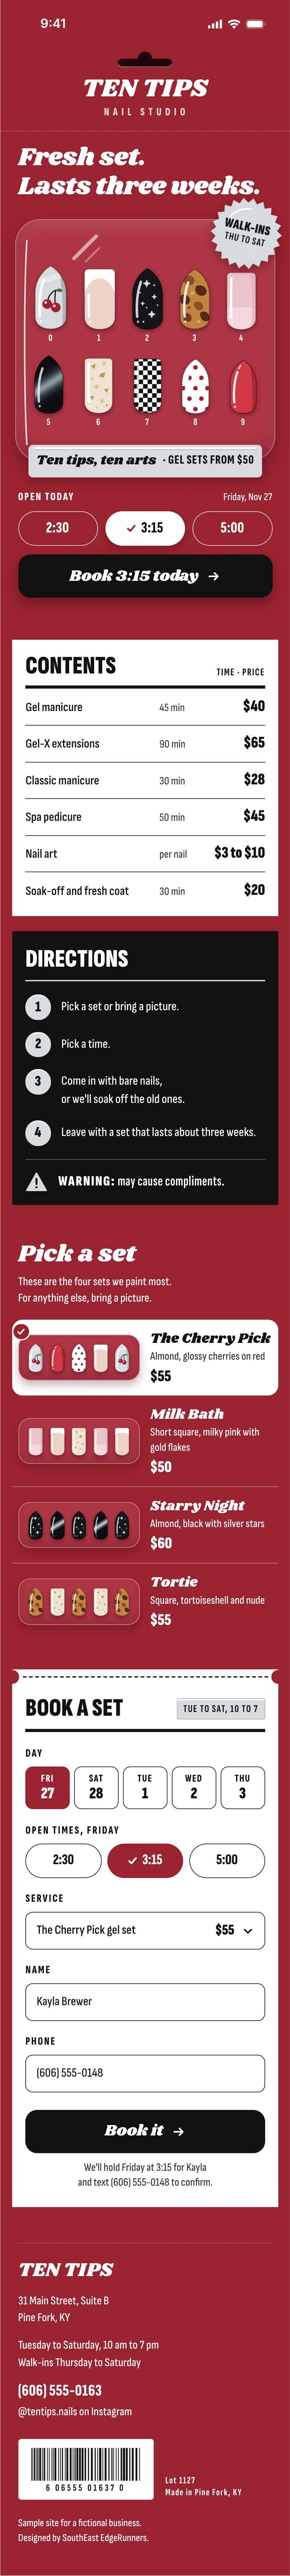 9:41
TEN TIPS
NAIL STUDIO
Fresh set.
Lasts three weeks.
WALK-INS
THU TO SAT
0 1 2 3 4
5 6 7 8 9
Ten tips, ten arts · GEL SETS FROM $50
OPEN TODAY Friday, Nov 27
2:30 3:15 5:00
Book 3:15 today →
CONTENTS TIME · PRICE
Gel manicure 45 min $40
Gel-X extensions 90 min $65
Classic manicure 30 min $28
Spa pedicure 50 min $45
Nail art per nail $3 to $10
Soak-off and fresh coat 30 min $20
DIRECTIONS
1 Pick a set or bring a picture.
2 Pick a time.
3 Come in with bare nails,
or we'll soak off the old ones.
4 Leave with a set that lasts about three weeks.
WARNING: may cause compliments.
Pick a set
These are the four sets we paint most.
For anything else, bring a picture.
The Cherry Pick
Almond, glossy cherries on red
$55
Milk Bath
Short square, milky pink with
gold flakes
$50
Starry Night
Almond, black with silver stars
$60
Tortie
Square, tortoiseshell and nude
$55
BOOK A SET TUE TO SAT, 10 TO 7
DAY
FRI SAT TUE WED THU
27 28 1 2 3
OPEN TIMES, FRIDAY
2:30 3:15 5:00
SERVICE
The Cherry Pick gel set $55
NAME
Kayla Brewer
PHONE
(606) 555-0148
Book it →
We'll hold Friday at 3:15 for Kayla
and text (606) 555-0148 to confirm.
TEN TIPS
31 Main Street, Suite B
Pine Fork, KY
Tuesday to Saturday, 10 am to 7 pm
Walk-ins Thursday to Saturday
(606) 555-0163
@tentips.nails on Instagram
6 06555 01637 0
Lot 1127
Made in Pine Fork, KY
Sample site for a fictional business.
Designed by SouthEast EdgeRunners.